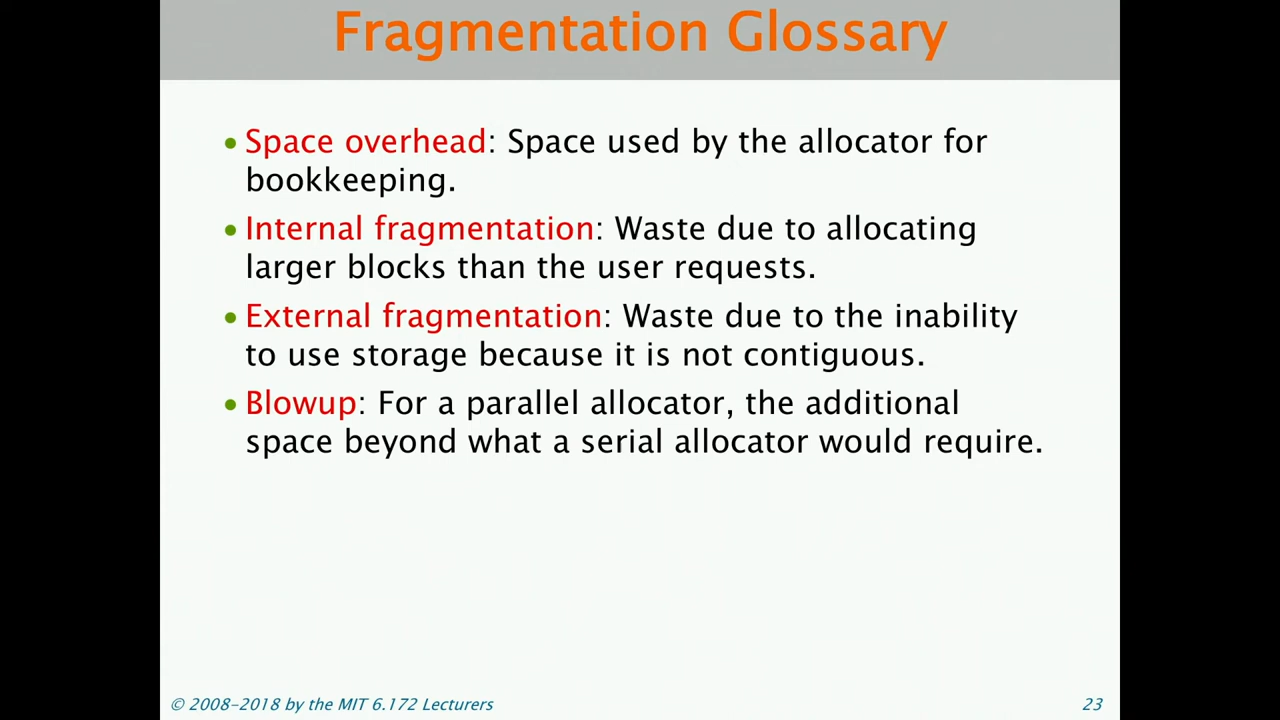 Fragmentation Glossary
• Space overhead: Space used by the allocator for
bookkeeping.
• Internal fragmentation: Waste due to allocating
larger blocks than the user requests.
• External fragmentation: Waste due to the inability
to use storage because it is not contiguous.
• Blowup: For a parallel allocator, the additional
space beyond what a serial allocator would require.
© 2008–2018 by the MIT 6.172 Lecturers
23